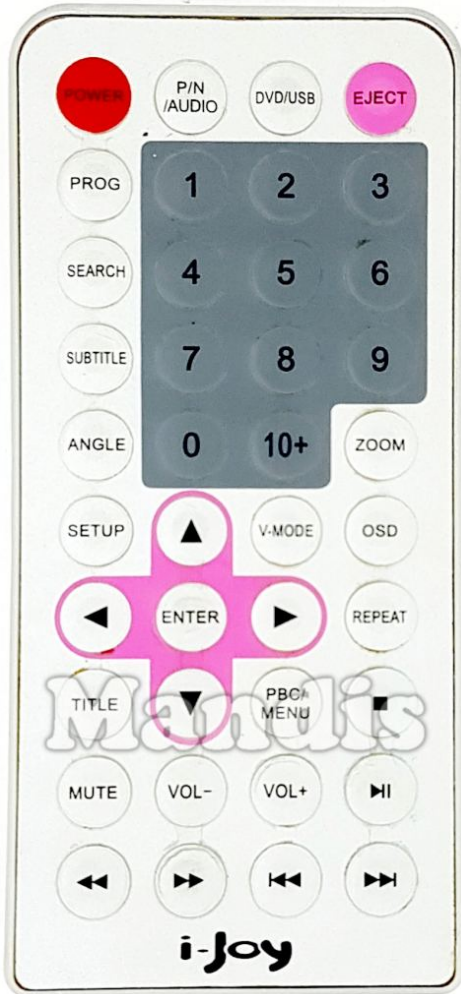 POWER P/N /AUDIO DVD/USB EJECT
PROG 1 2 3
SEARCH 4 5 6
SUBTITLE 7 8 9
ANGLE 0 10+ ZOOM
SETUP V-MODE OSD
ENTER REPEAT
TITLE PBC/ MENU
Mandis
MUTE VOL- VOL+
i-Joy